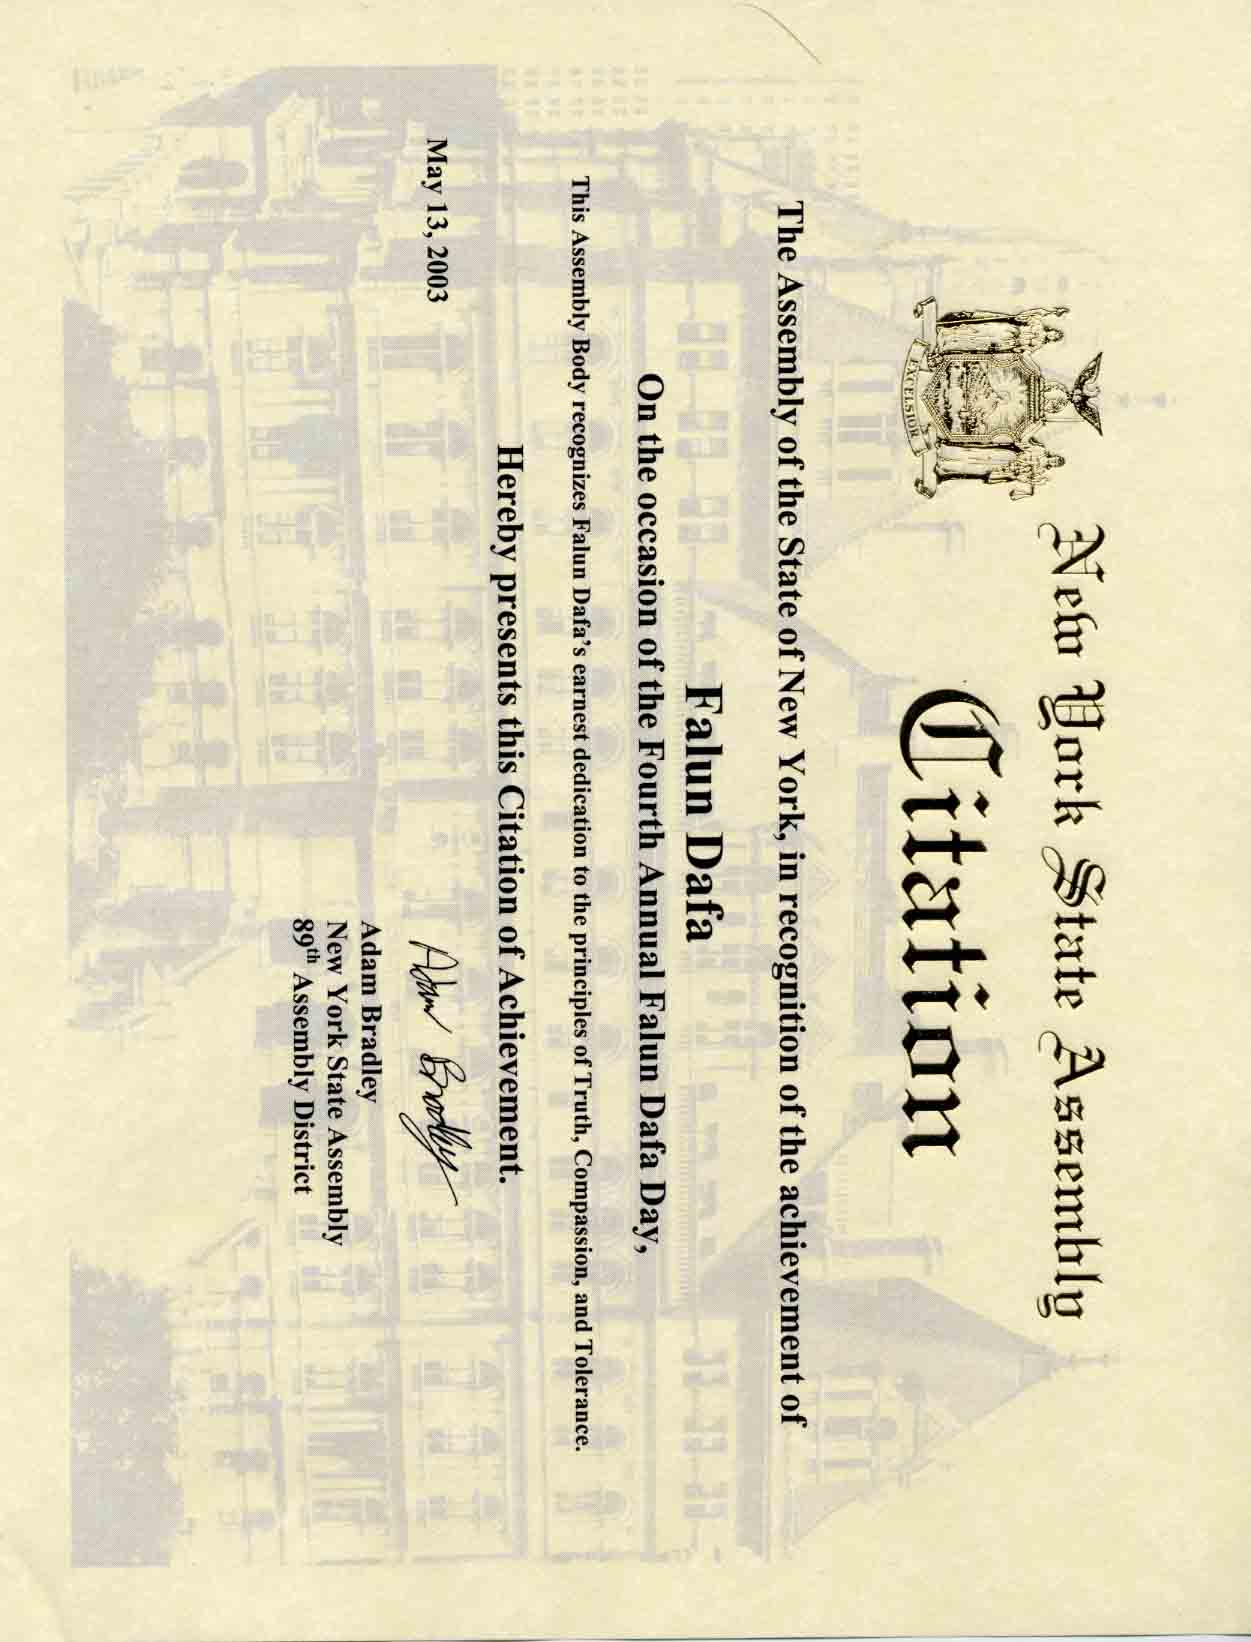 New York State Assembly
Citation
EXCELSIOR
The Assembly of the State of New York, in recognition of the achievement of
Falun Dafa
On the occasion of the Fourth Annual Falun Dafa Day,
This Assembly Body recognizes Falun Dafa's earnest dedication to the principles of Truth, Compassion, and Tolerance.
Hereby presents this Citation of Achievement.
May 13, 2003
Adam Bradley
Adam Bradley
New York State Assembly
89th Assembly District